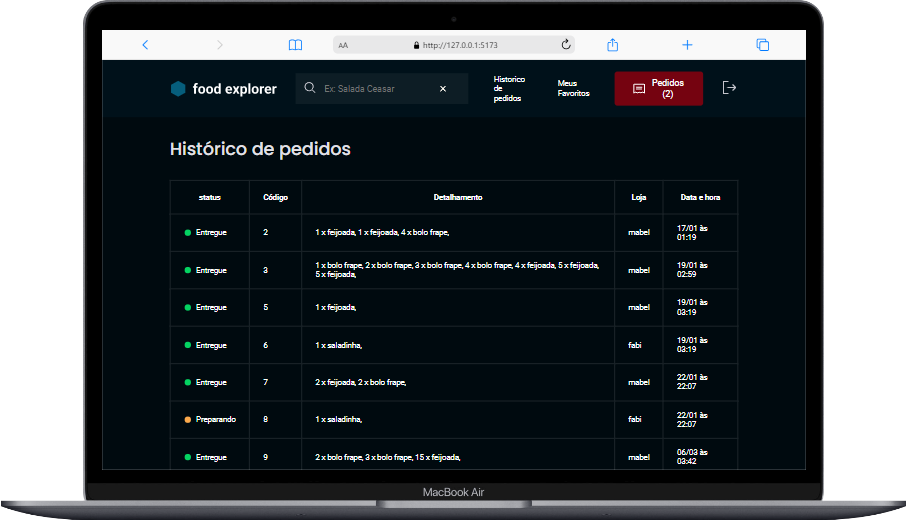 AA http://127.0.0.1:5173
food explorer
Ex: Salada Ceasar
Historico
de
pedidos
Meus
Favoritos
Pedidos
(2)
Histórico de pedidos
status Código Detalhamento Loja Data e hora
Entregue 2 1 x feijoada, 1 x feijoada, 4 x bolo frape, mabel 17/01 às
01:19
Entregue 3 1 x bolo frape, 2 x bolo frape, 3 x bolo frape, 4 x bolo frape, 4 x feijoada, 5 x feijoada,
5 x feijoada, mabel 19/01 às
02:59
Entregue 5 1 x feijoada, mabel 19/01 às
03:19
Entregue 6 1 x saladinha, fabi 19/01 às
03:19
Entregue 7 2 x feijoada, 2 x bolo frape, mabel 22/01 às
22:07
Preparando 8 1 x saladinha, fabi 22/01 às
22:07
Entregue 9 2 x bolo frape, 3 x bolo frape, 15 x feijoada, mabel 06/03 às
03:42
MacBook Air